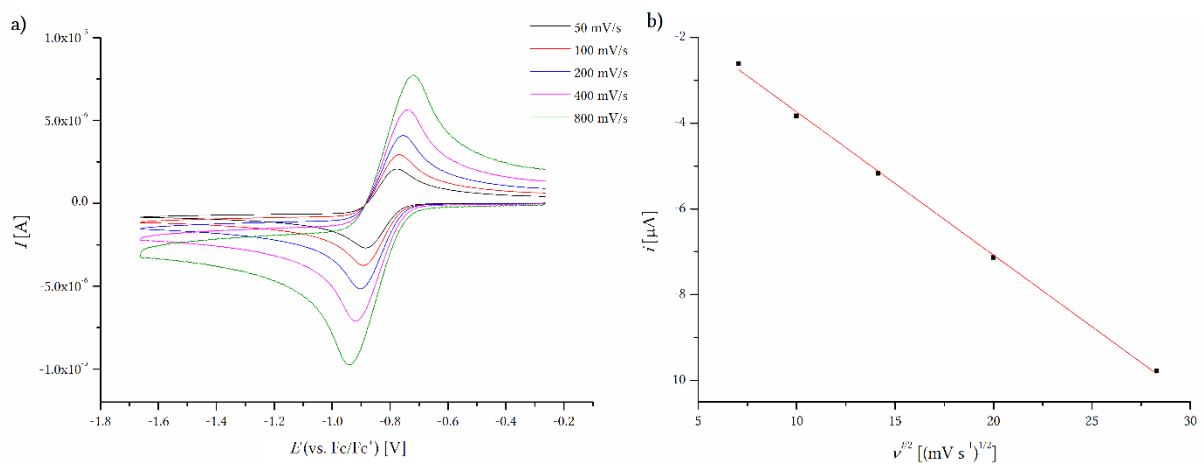 a)
1.0x10⁻⁵
5.0x10⁻⁶
0.0
-5.0x10⁻⁶
-1.0x10⁻⁵
I [A]
50 mV/s
100 mV/s
200 mV/s
400 mV/s
800 mV/s
-1.8 -1.6 -1.4 -1.2 -1.0 -0.8 -0.6 -0.4 -0.2
E (vs. Fc/Fc⁺) [V]
b)
-2
-4
-6
8
10
i [μA]
5 10 15 20 25 30
ν^1/2 [(mV s⁻¹)^1/2]